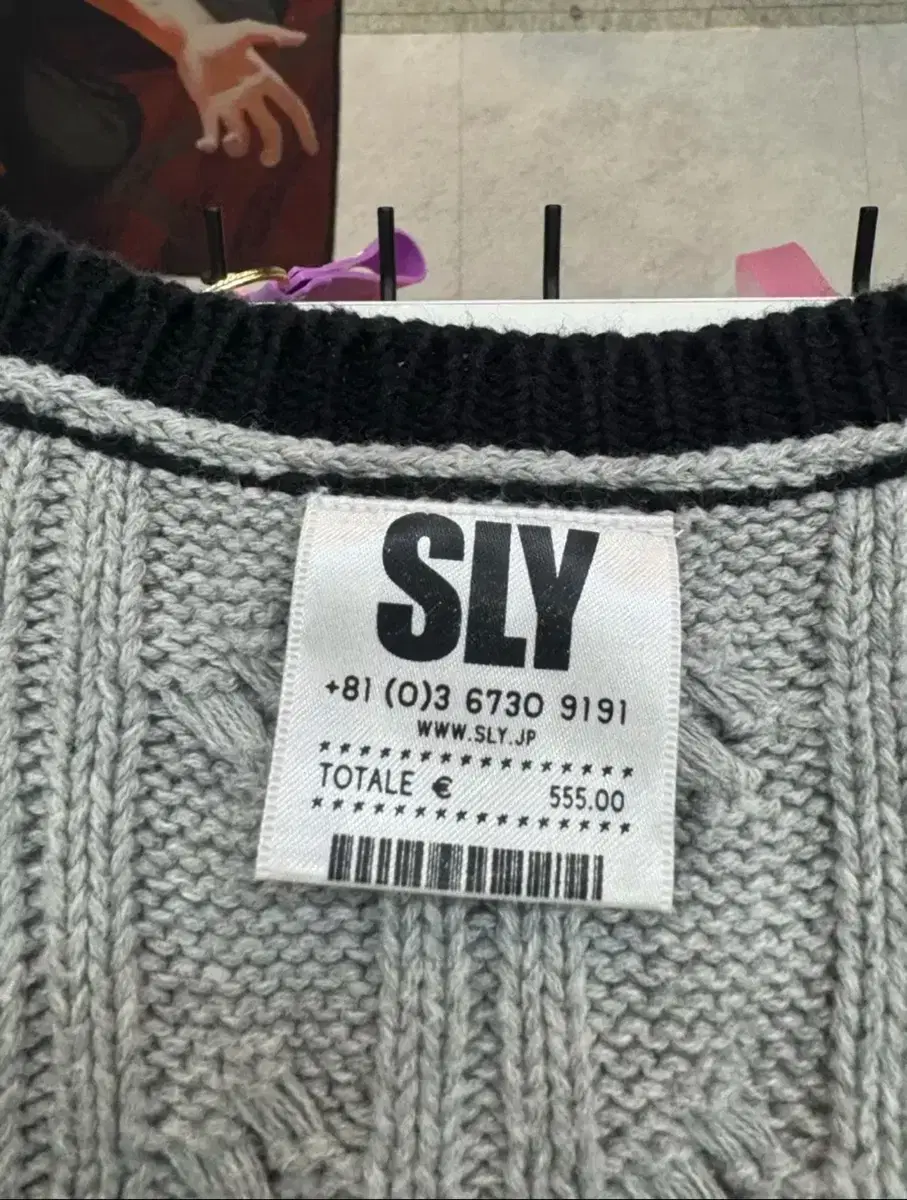 SLY
+81 (0)3 6730 9191
WWW.SLY.JP
**************
TOTALE € 555.00
**************